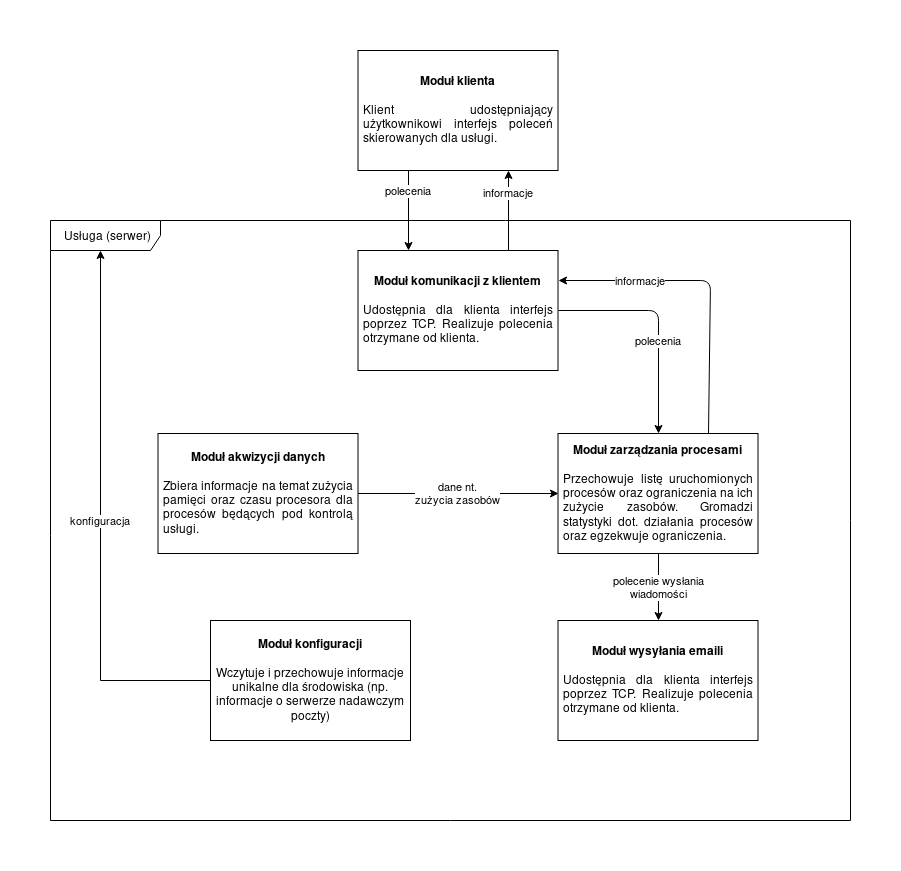 Moduł klienta
Klient udostępniający
użytkownikowi interfejs poleceń
skierowanych dla usługi.
polecenia
informacje
Usługa (serwer)
Moduł komunikacji z klientem
Udostępnia dla klienta interfejs
poprzez TCP. Realizuje polecenia
otrzymane od klienta.
informacje
polecenia
Moduł akwizycji danych
Zbiera informacje na temat zużycia
pamięci oraz czasu procesora dla
procesów będących pod kontrolą
usługi.
dane nt.
zużycia zasobów
Moduł zarządzania procesami
Przechowuje listę uruchomionych
procesów oraz ograniczenia na ich
zużycie zasobów. Gromadzi
statystyki dot. działania procesów
oraz egzekwuje ograniczenia.
konfiguracja
polecenie wysłania
wiadomości
Moduł konfiguracji
Wczytuje i przechowuje informacje
unikalne dla środowiska (np.
informacje o serwerze nadawczym
poczty)
Moduł wysyłania emaili
Udostępnia dla klienta interfejs
poprzez TCP. Realizuje polecenia
otrzymane od klienta.